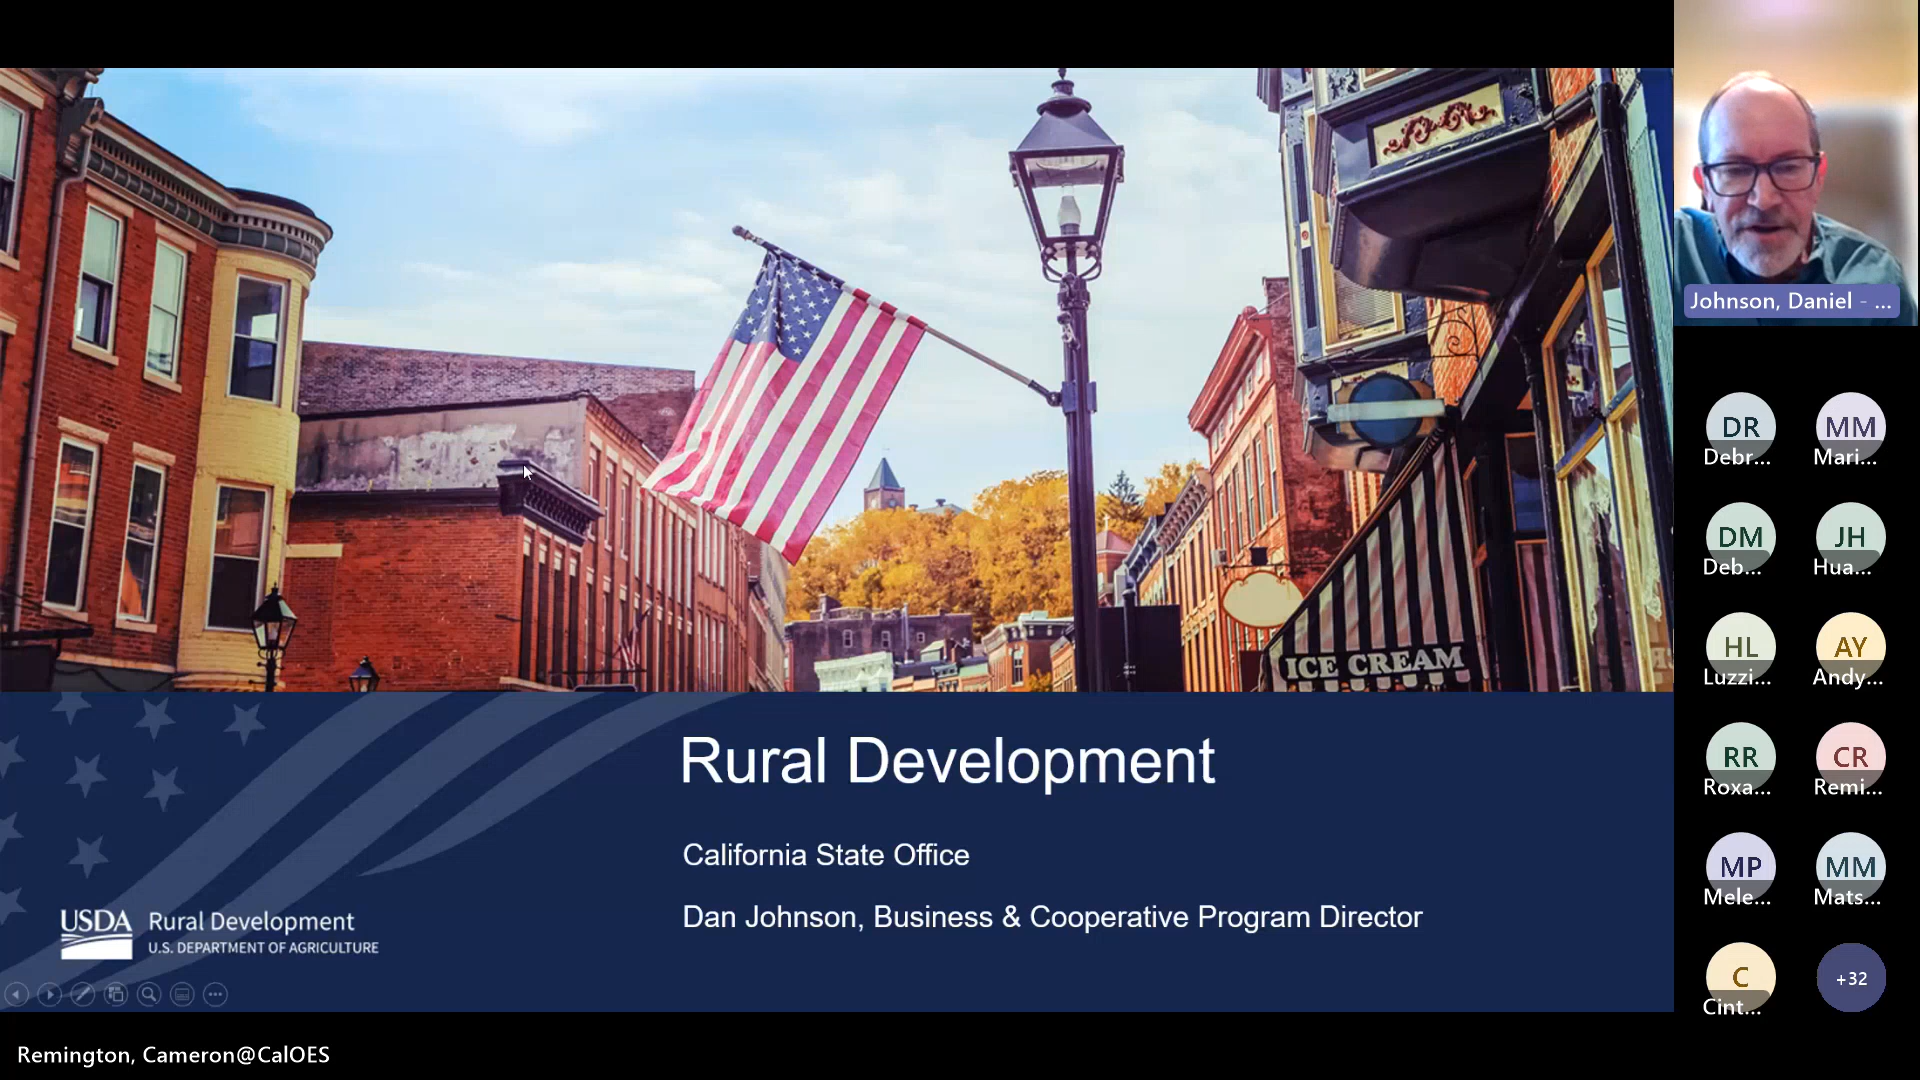 ICE CREAM
Rural Development
California State Office
Dan Johnson, Business & Cooperative Program Director
USDA Rural Development
U.S. DEPARTMENT OF AGRICULTURE
Johnson, Daniel - ...
DR
Debr...
MM
Mari...
DM
Deb...
JH
Hua...
HL
Luzzi...
AY
Andy...
RR
Roxa...
CR
Remi...
MP
Mele...
MM
Mats...
C
Cint...
+32
Remington, Cameron@CalOES